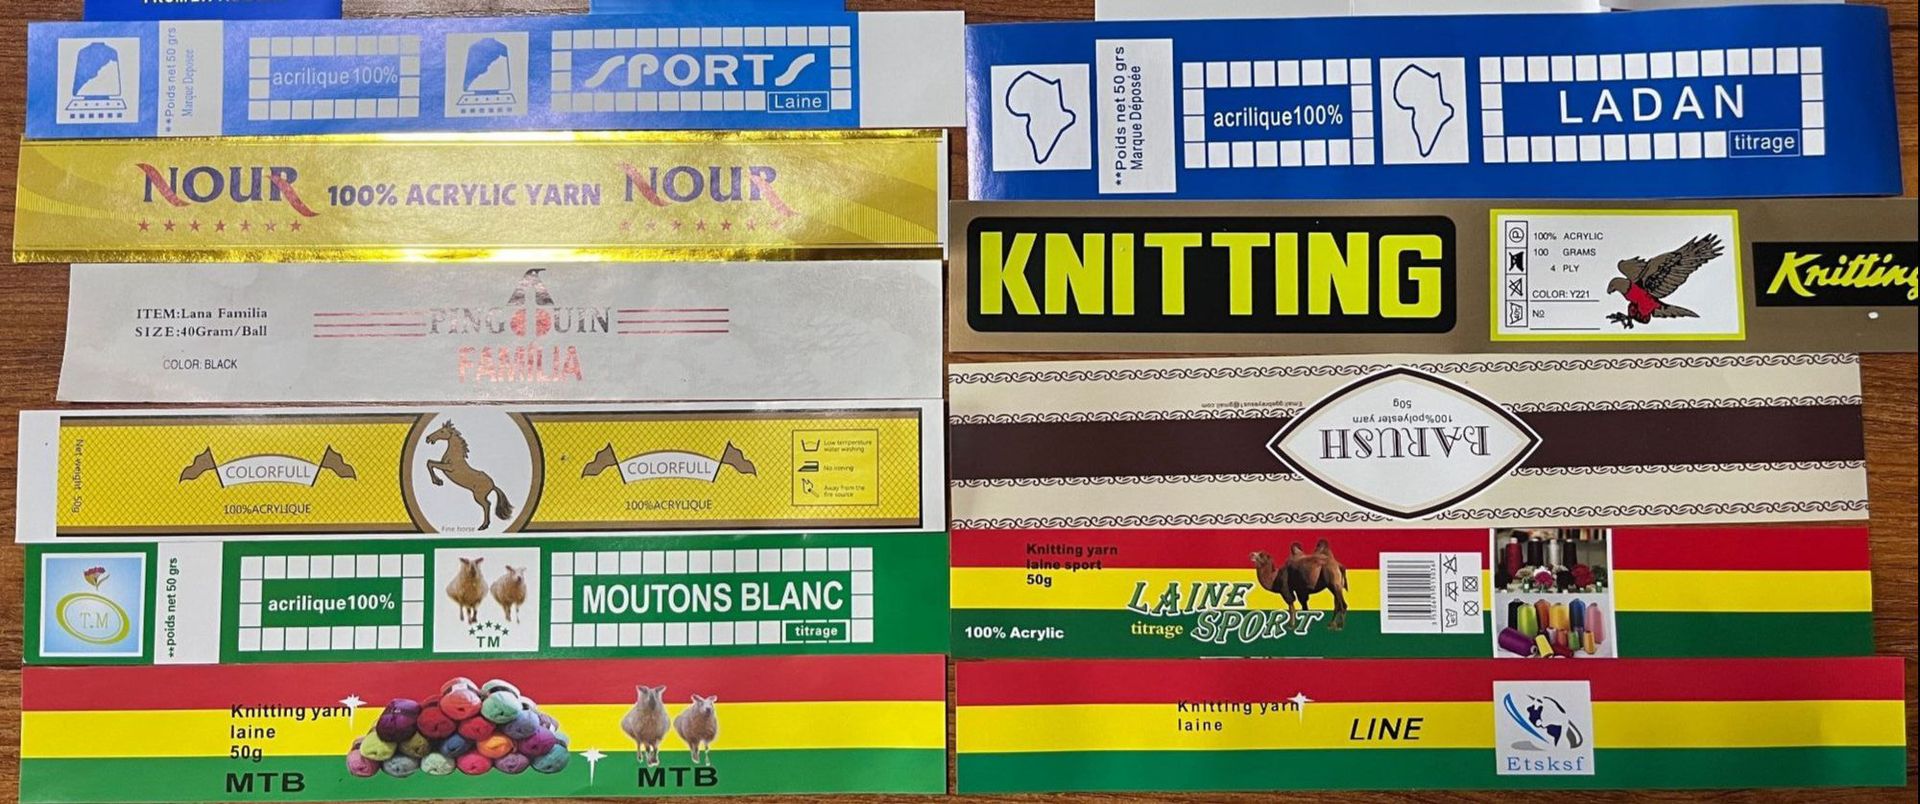 **Poids net 50 grs
Marque Deposée
acrilique100%
SPORTS
Laine
NOUR 100% ACRYLIC YARN NOUR
ITEM:Lana Familia
SIZE:40Gram/Ball
COLOR: BLACK
PINGUIN
FAMILIA
Net weight 50g
COLORFULL
100%ACRYLIQUE
Fine horse
COLORFULL
100%ACRYLIQUE
Low temperature
water washing
No ironing
Away from the
fire source
T.M
**poids net 50 grs
acrilique100%
TM
MOUTONS BLANC
titrage
Knitting yarn
laine
50g
MTB
MTB
**Poids net 50 grs
Marque Déposée
acrilique100%
LADAN
titrage
KNITTING
100% ACRYLIC
100 GRAMS
4 PLY
COLOR: Y221
Nº
Knitting
BARUSH
100%polyester yarn
50g
Knitting yarn
laine sport
50g
LAINE
titrage SPORT
100% Acrylic
Knitting yarn
laine
LINE
Etsksf